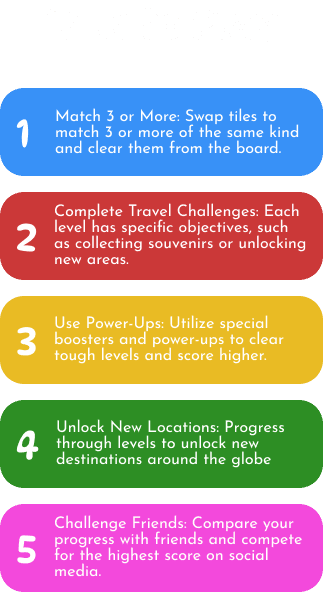 1
Match 3 or More: Swap tiles to
match 3 or more of the same kind
and clear them from the board.
2
Complete Travel Challenges: Each
level has specific objectives, such
as collecting souvenirs or unlocking
new areas.
3
Use Power-Ups: Utilize special
boosters and power-ups to clear
tough levels and score higher.
4
Unlock New Locations: Progress
through levels to unlock new
destinations around the globe
5
Challenge Friends: Compare your
progress with friends and compete
for the highest score on social
media.